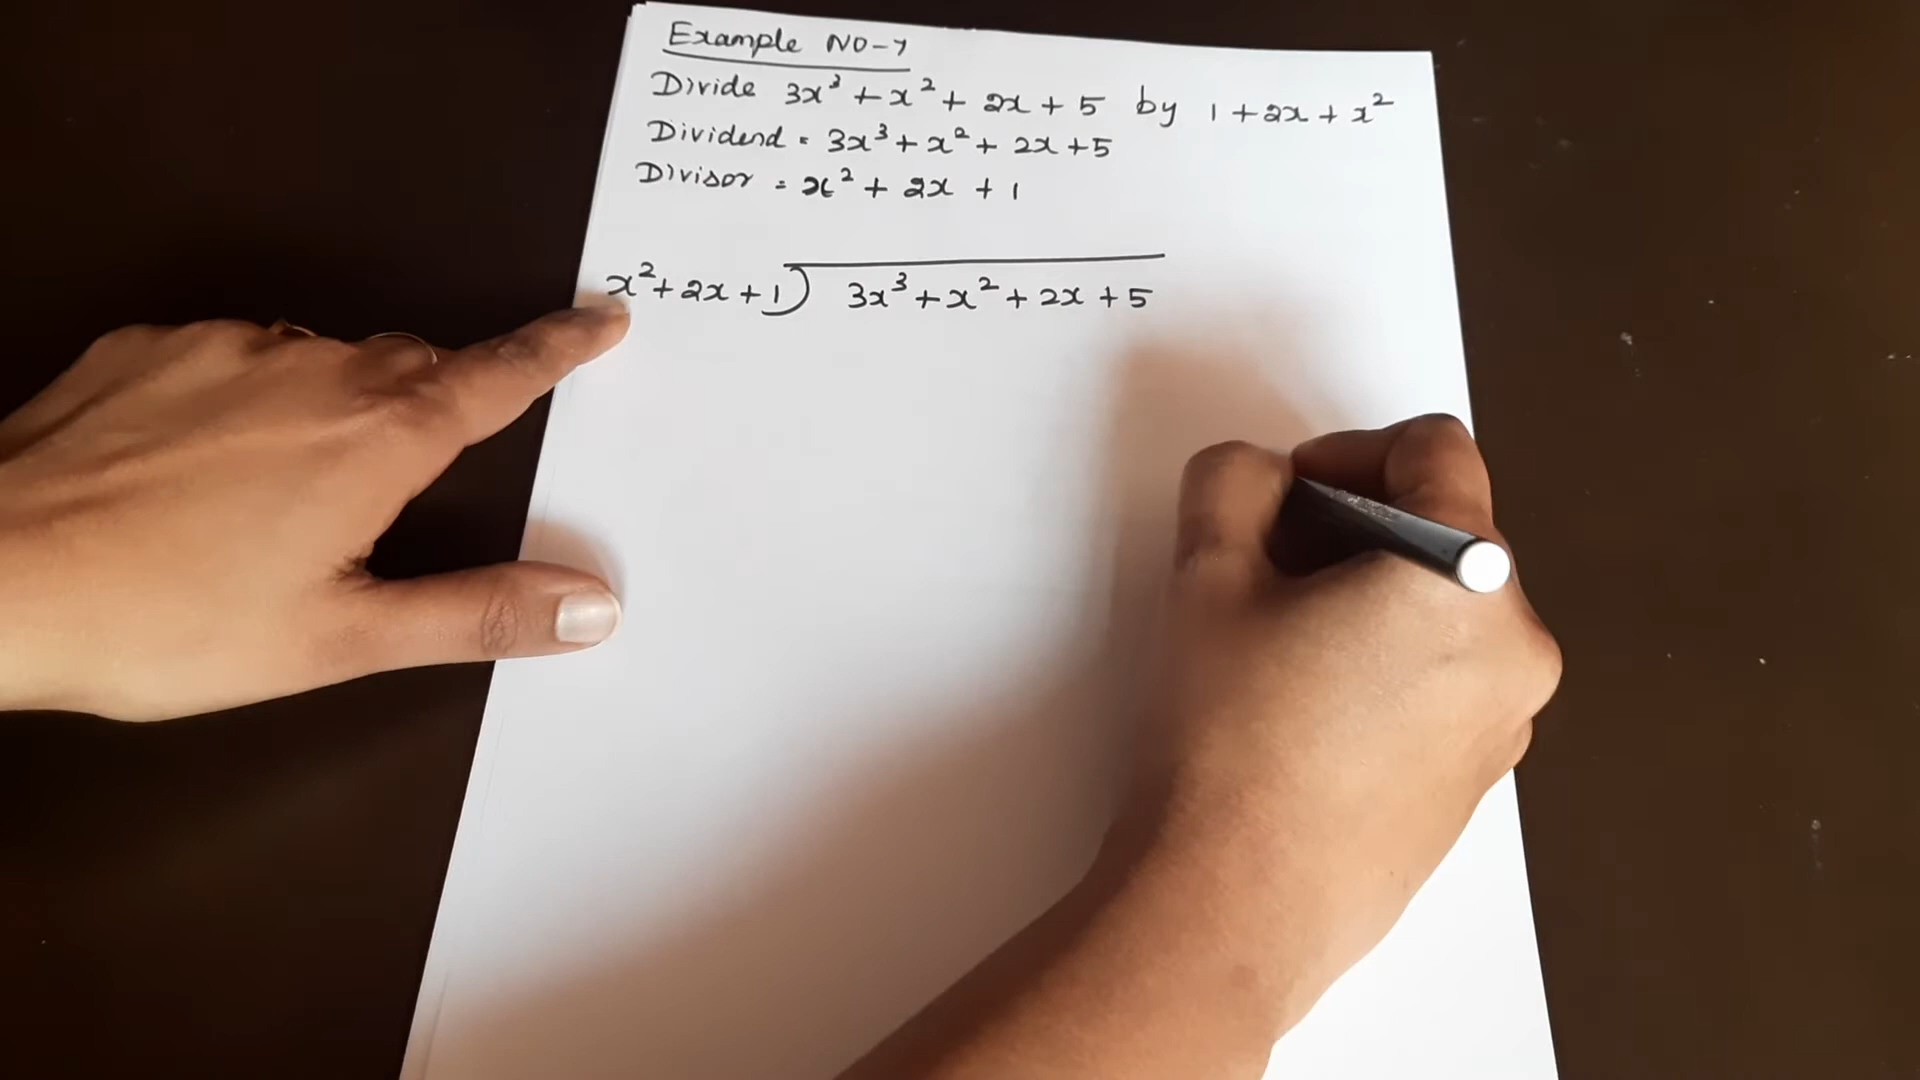 Example NO-7
Divide 3x³ + x² + 2x + 5 by 1 + 2x + x²
Dividend = 3x³ + x² + 2x + 5
Divisor = x² + 2x + 1
x² + 2x + 1) 3x³ + x² + 2x + 5